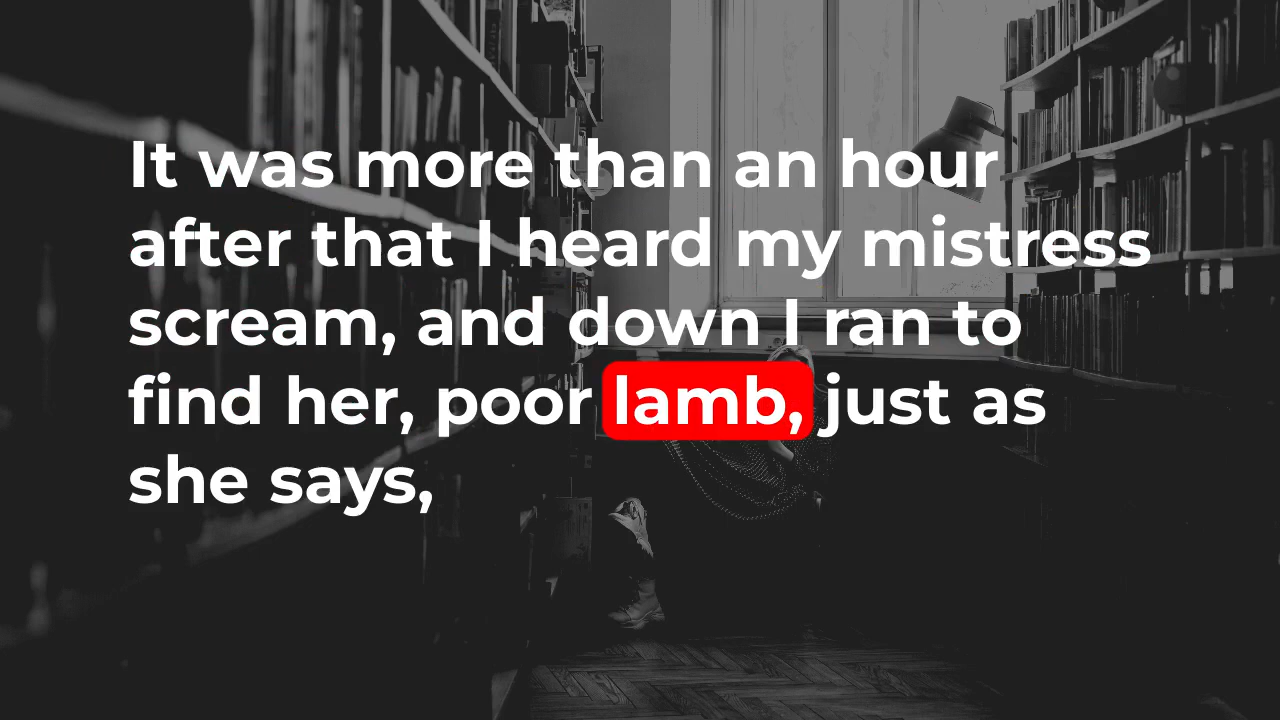 It was more than an hour
after that I heard my mistress
scream, and down I ran to
find her, poor lamb, just as
she says,